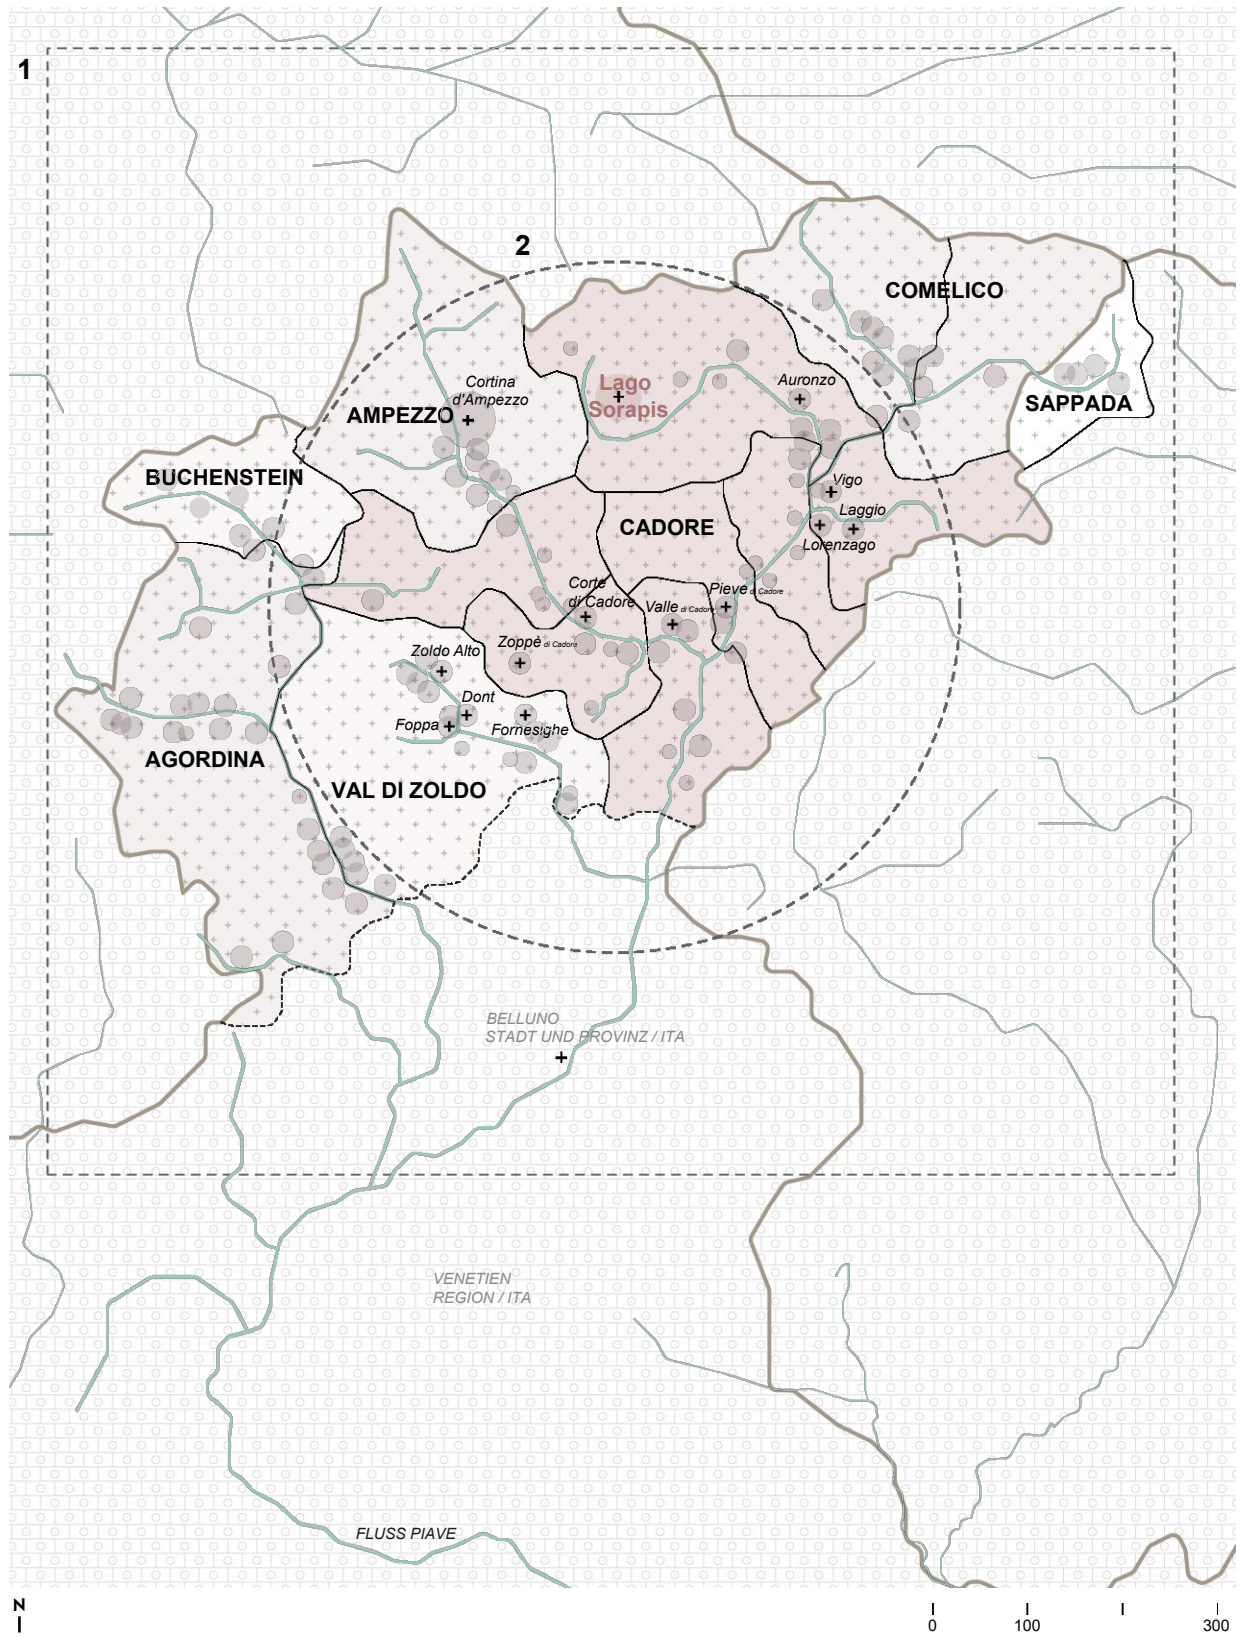 1
2
COMELICO
Cortina
d'Ampezzo
Lago
Sorapis
Auronzo
AMPEZZO
SAPPADA
BUCHENSTEIN
Vigo
CADORE
Laggio
Lorenzago
Corte
di Cadore
Pieve di Cadore
Valle di Cadore
Zoppè di Cadore
Zoldo Alto
Dont
Foppa
Fornesighe
AGORDINA
VAL DI ZOLDO
BELLUNO
STADT UND PROVINZ / ITA
VENETIEN
REGION / ITA
FLUSS PIAVE
N
0 100 300